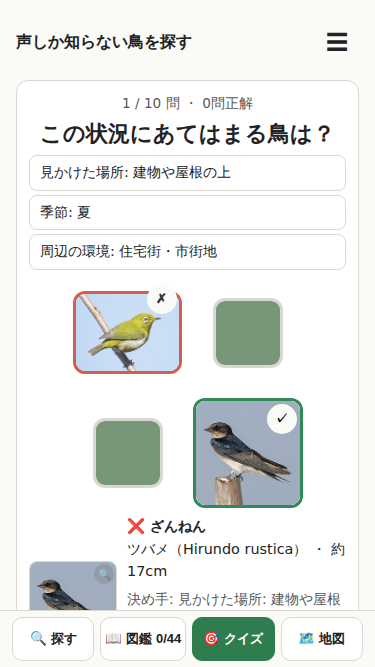 声しか知らない鳥を探す
☰
1 / 10 問 ・ 0問正解
この状況にあてはまる鳥は？
見かけた場所: 建物や屋根の上
季節: 夏
周辺の環境: 住宅街・市街地
✗
✓
❌ ざんねん
ツバメ（Hirundo rustica） ・ 約
17cm
決め手: 見かけた場所: 建物や屋根
🔍 探す
📖 図鑑 0/44
🎯 クイズ
🗺️ 地図